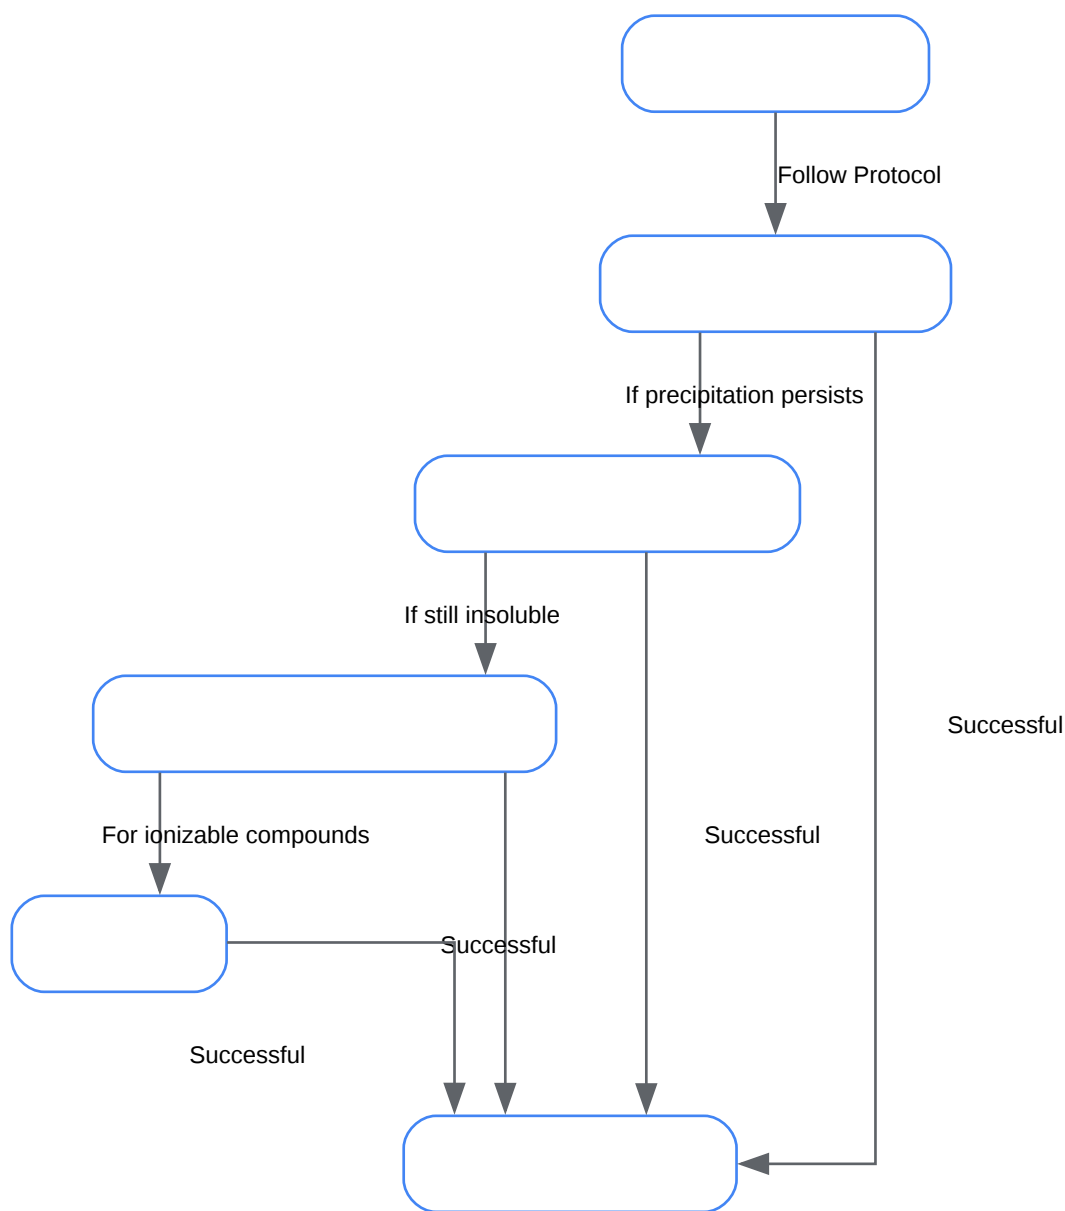 Follow Protocol
If precipitation persists
If still insoluble
Successful
For ionizable compounds
Successful
Successful
Successful